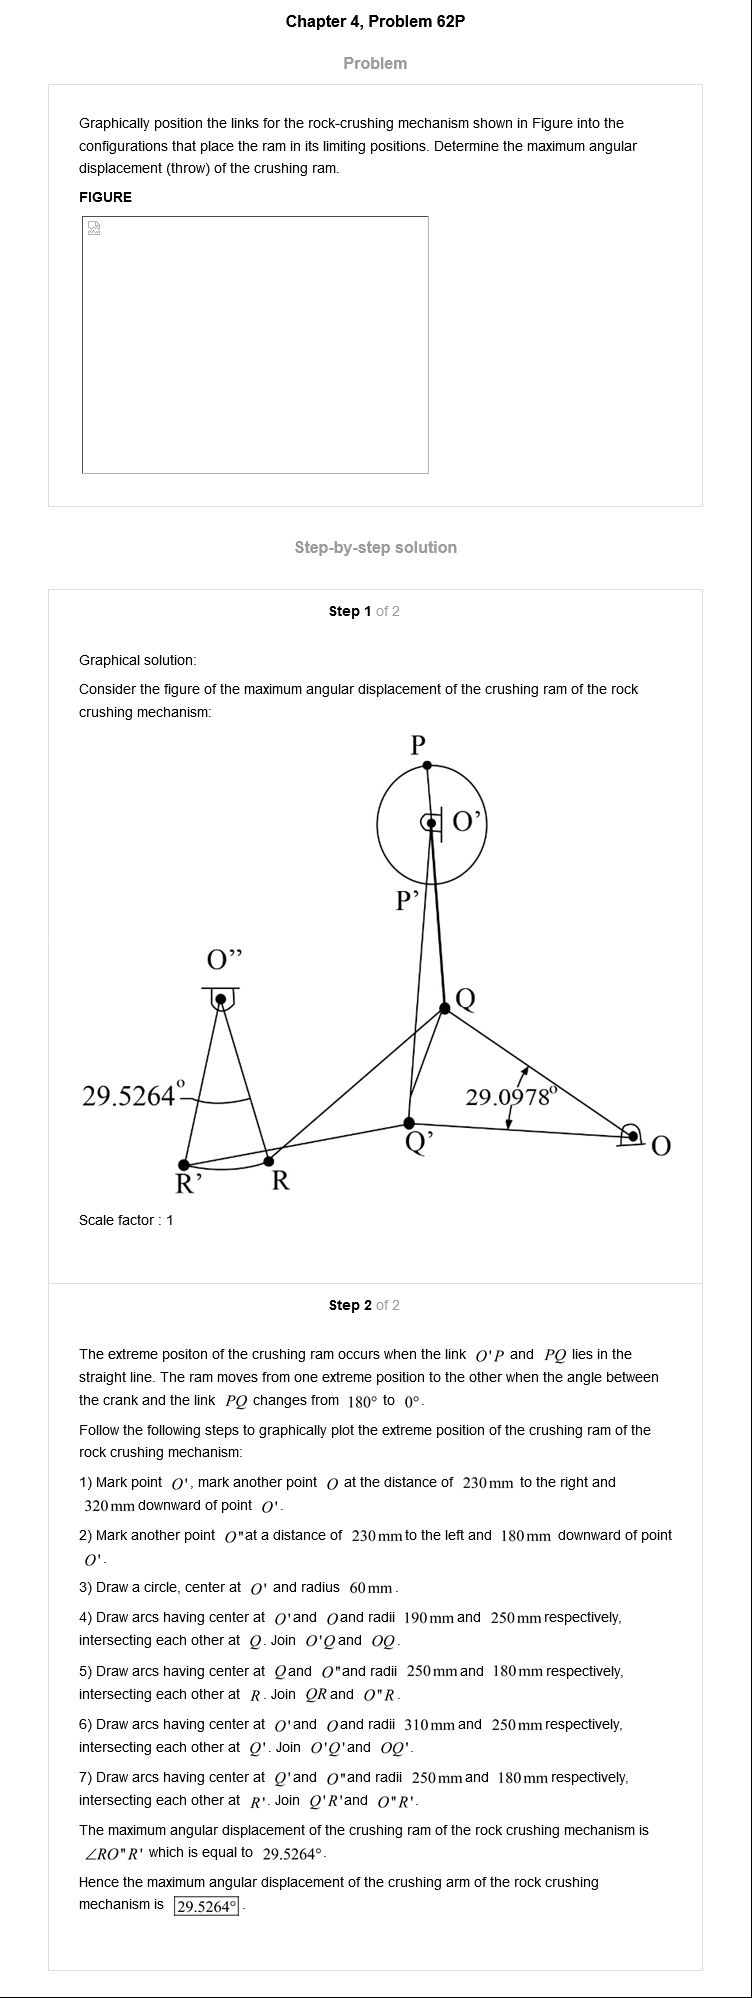 Chapter 4, Problem 62P
Problem
Graphically position the links for the rock-crushing mechanism shown in Figure into the
configurations that place the ram in its limiting positions. Determine the maximum angular
displacement (throw) of the crushing ram.
FIGURE
Step-by-step solution
Step 1 of 2
Graphical solution:
Consider the figure of the maximum angular displacement of the crushing ram of the rock
crushing mechanism:
P
O'
P'
O''
Q
29.5264°
29.0978°
Q'
O
R'
R
Scale factor : 1
Step 2 of 2
The extreme positon of the crushing ram occurs when the link O'P and PQ lies in the
straight line. The ram moves from one extreme position to the other when the angle between
the crank and the link PQ changes from 180° to 0°.
Follow the following steps to graphically plot the extreme position of the crushing ram of the
rock crushing mechanism:
1) Mark point O', mark another point O at the distance of 230 mm to the right and
320 mm downward of point O'.
2) Mark another point O" at a distance of 230 mm to the left and 180 mm downward of point
O'.
3) Draw a circle, center at O' and radius 60 mm.
4) Draw arcs having center at O' and O and radii 190 mm and 250 mm respectively,
intersecting each other at Q. Join O'Q and OQ.
5) Draw arcs having center at Q and O" and radii 250 mm and 180 mm respectively,
intersecting each other at R. Join QR and O"R.
6) Draw arcs having center at O' and O and radii 310 mm and 250 mm respectively,
intersecting each other at Q'. Join O'Q' and OQ'.
7) Draw arcs having center at Q' and O" and radii 250 mm and 180 mm respectively,
intersecting each other at R'. Join Q'R' and O"R'.
The maximum angular displacement of the crushing ram of the rock crushing mechanism is
∠RO"R' which is equal to 29.5264°.
Hence the maximum angular displacement of the crushing arm of the rock crushing
mechanism is 29.5264°.